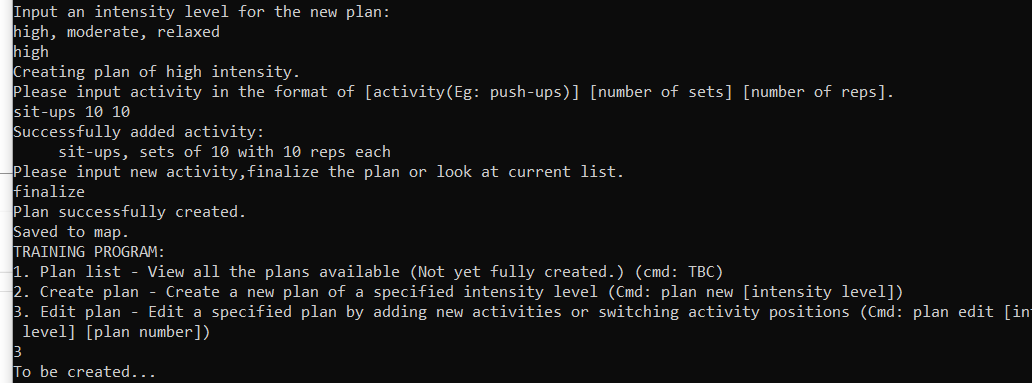 Input an intensity level for the new plan:
high, moderate, relaxed
high
Creating plan of high intensity.
Please input activity in the format of [activity(Eg: push-ups)] [number of sets] [number of reps].
sit-ups 10 10
Successfully added activity:
sit-ups, sets of 10 with 10 reps each
Please input new activity,finalize the plan or look at current list.
finalize
Plan successfully created.
Saved to map.
TRAINING PROGRAM:
1. Plan list - View all the plans available (Not yet fully created.) (cmd: TBC)
2. Create plan - Create a new plan of a specified intensity level (Cmd: plan new [intensity level])
3. Edit plan - Edit a specified plan by adding new activities or switching activity positions (Cmd: plan edit [in
level] [plan number])
3
To be created...